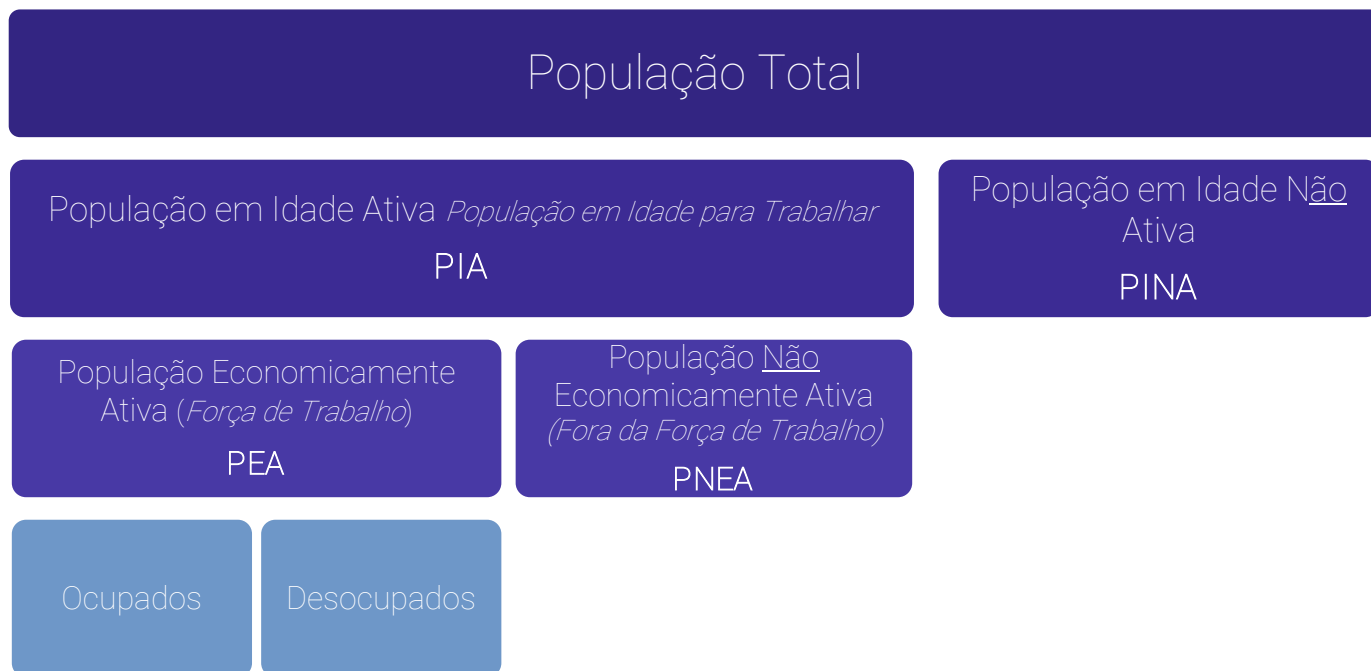 População Total
População em Idade Ativa População em Idade para Trabalhar
PIA
População em Idade Não
Ativa
PINA
População Economicamente
Ativa (Força de Trabalho)
PEA
População Não
Economicamente Ativa
(Fora da Força de Trabalho)
PNEA
Ocupados
Desocupados